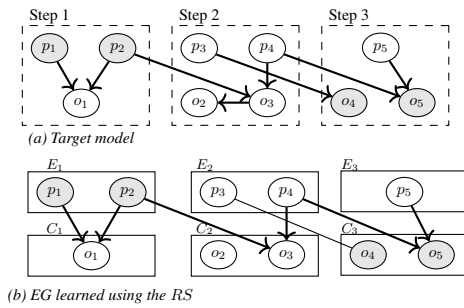 Step 1 Step 2 Step 3
p1 p2 p3 p4 p5
o1 o2 o3 o4 o5
(a) Target model
E1 E2 E3
p1 p2 p3 p4 p5
C1 C2 C3
o1 o2 o3 o4 o5
(b) EG learned using the RS